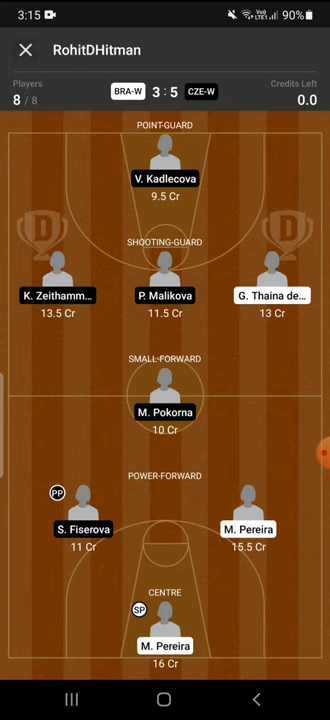 3:15
VoD LTE1 90%
RohitDHitman
Players
Credits Left
8 / 8
BRA-W 3 : 5 CZE-W
0.0
POINT-GUARD
V. Kadlecova
9.5 Cr
SHOOTING-GUARD
K. Zeithamm... P. Malikova G. Thaina de...
13.5 Cr 11.5 Cr 13 Cr
SMALL-FORWARD
M. Pokorna
10 Cr
POWER-FORWARD
PP
S. Fiserova M. Pereira
11 Cr 15.5 Cr
CENTRE
SP
M. Pereira
16 Cr